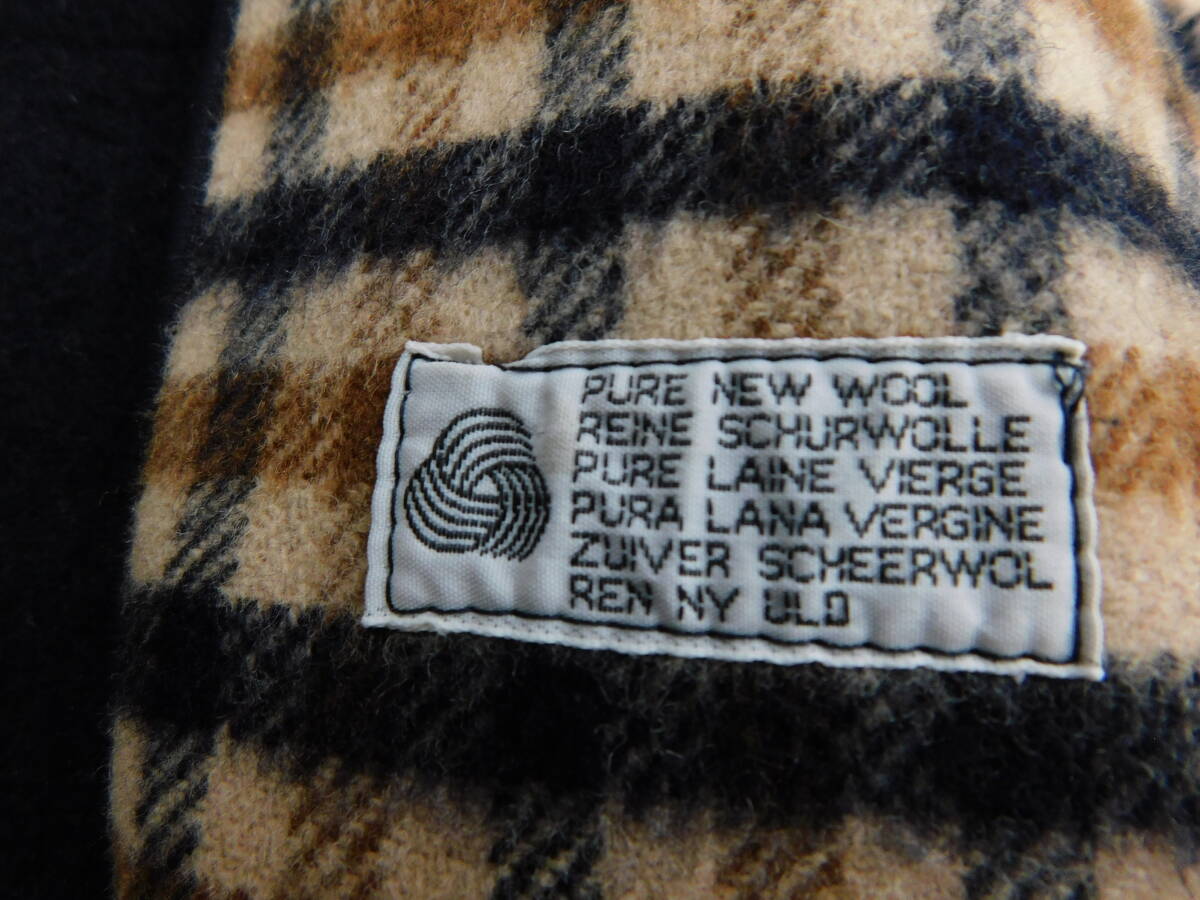 PURE NEW WOOL
REINE SCHURWOLLE
PURE LAINE VIERGE
PURA LANA VERGINE
ZUIVER SCHEERWOL
REN NY ULD